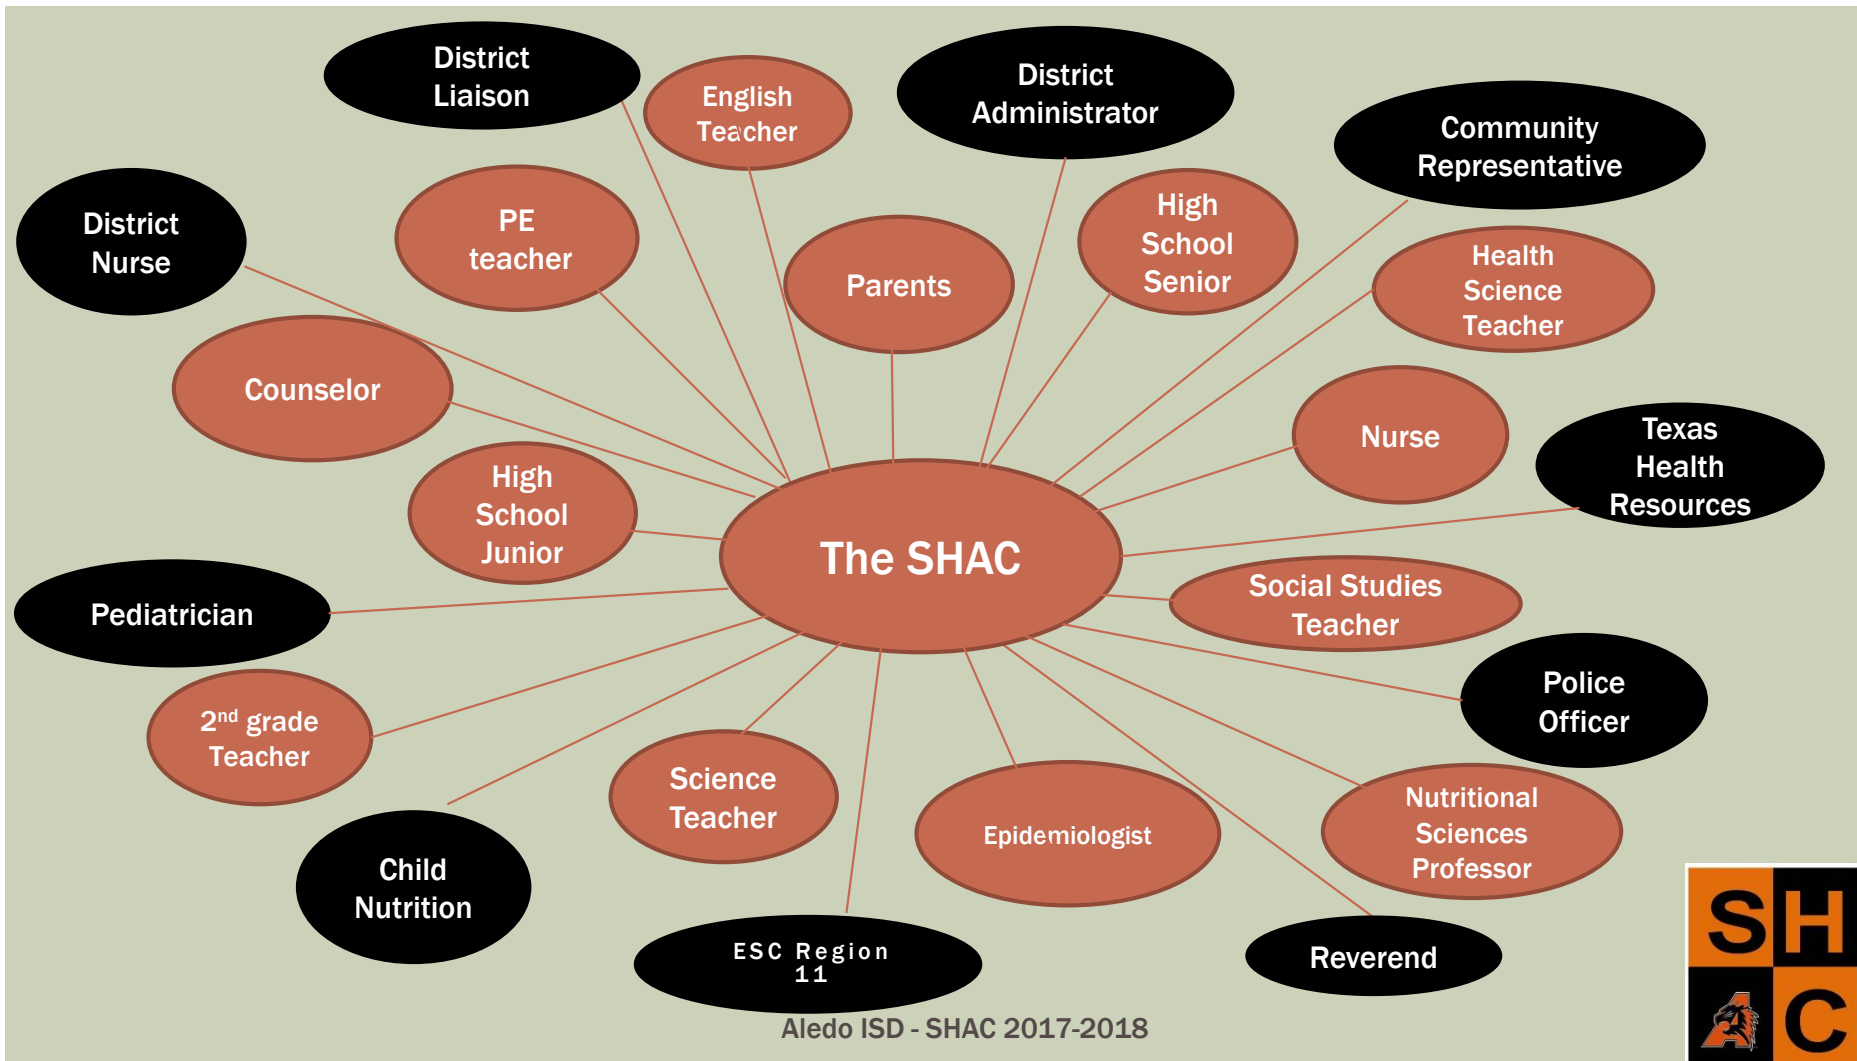 District
Liaison
English
Teacher
District
Administrator
Community
Representative
District
Nurse
PE
teacher
Parents
High
School
Senior
Health
Science
Teacher
Counselor
Nurse
Texas
Health
Resources
High
School
Junior
The SHAC
Social Studies
Teacher
Pediatrician
Police
Officer
2nd grade
Teacher
Science
Teacher
Epidemiologist
Nutritional
Sciences
Professor
Child
Nutrition
ESC Region
11
Reverend
SH
AC
Aledo ISD - SHAC 2017-2018